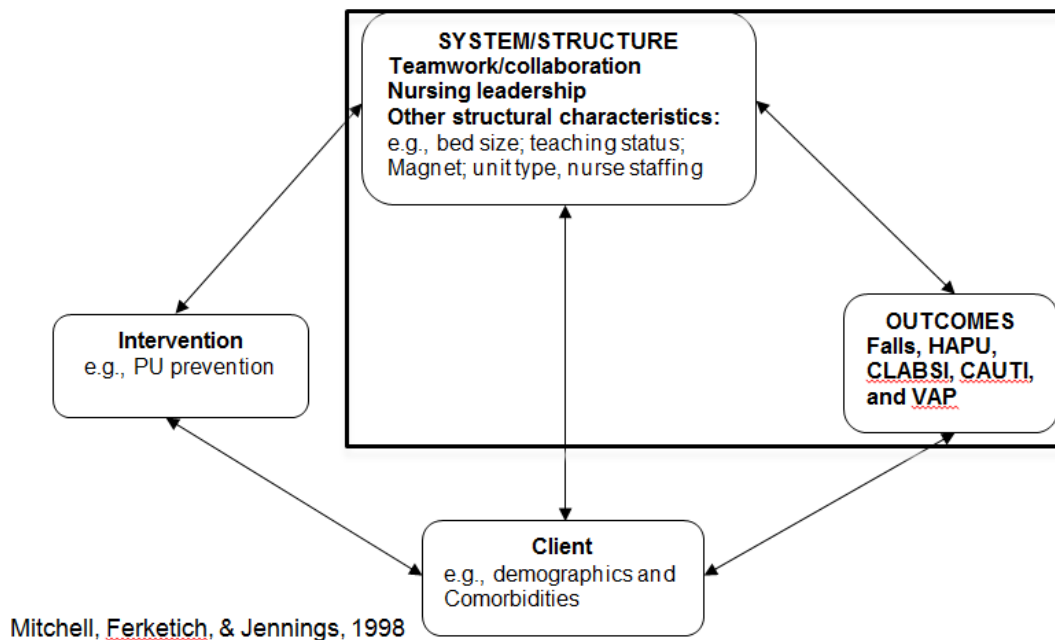 SYSTEM/STRUCTURE
Teamwork/collaboration
Nursing leadership
Other structural characteristics:
e.g., bed size; teaching status;
Magnet; unit type, nurse staffing
Intervention
e.g., PU prevention
OUTCOMES
Falls, HAPU,
CLABSI, CAUTI,
and VAP
Client
e.g., demographics and
Comorbidities
Mitchell, Ferketich, & Jennings, 1998